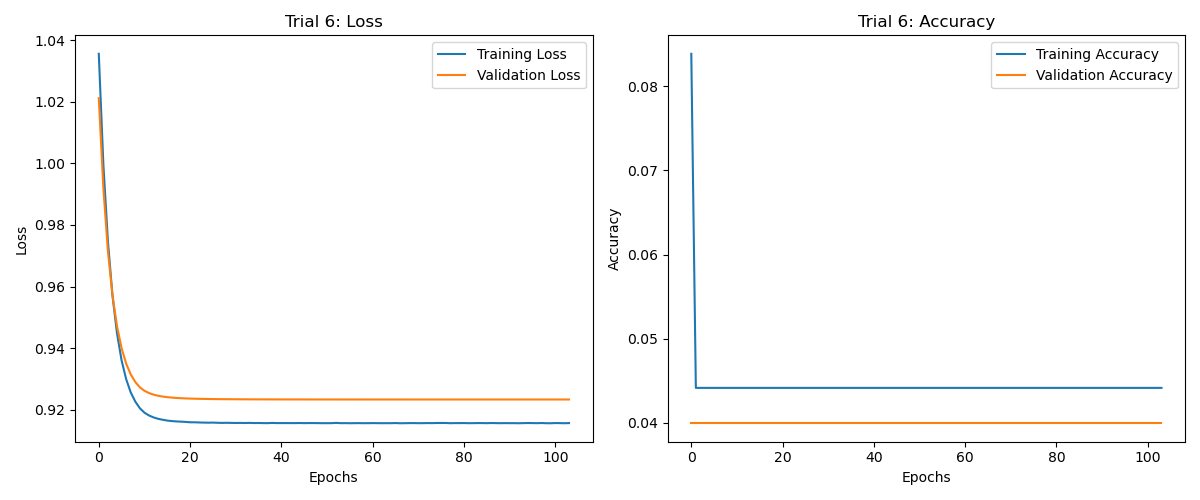 Trial 6: Loss
1.04
1.02
1.00
0.98
0.96
0.94
0.92
Loss
0 20 40 60 80 100
Epochs
Training Loss
Validation Loss
Trial 6: Accuracy
0.08
0.07
0.06
0.05
0.04
Accuracy
0 20 40 60 80 100
Epochs
Training Accuracy
Validation Accuracy